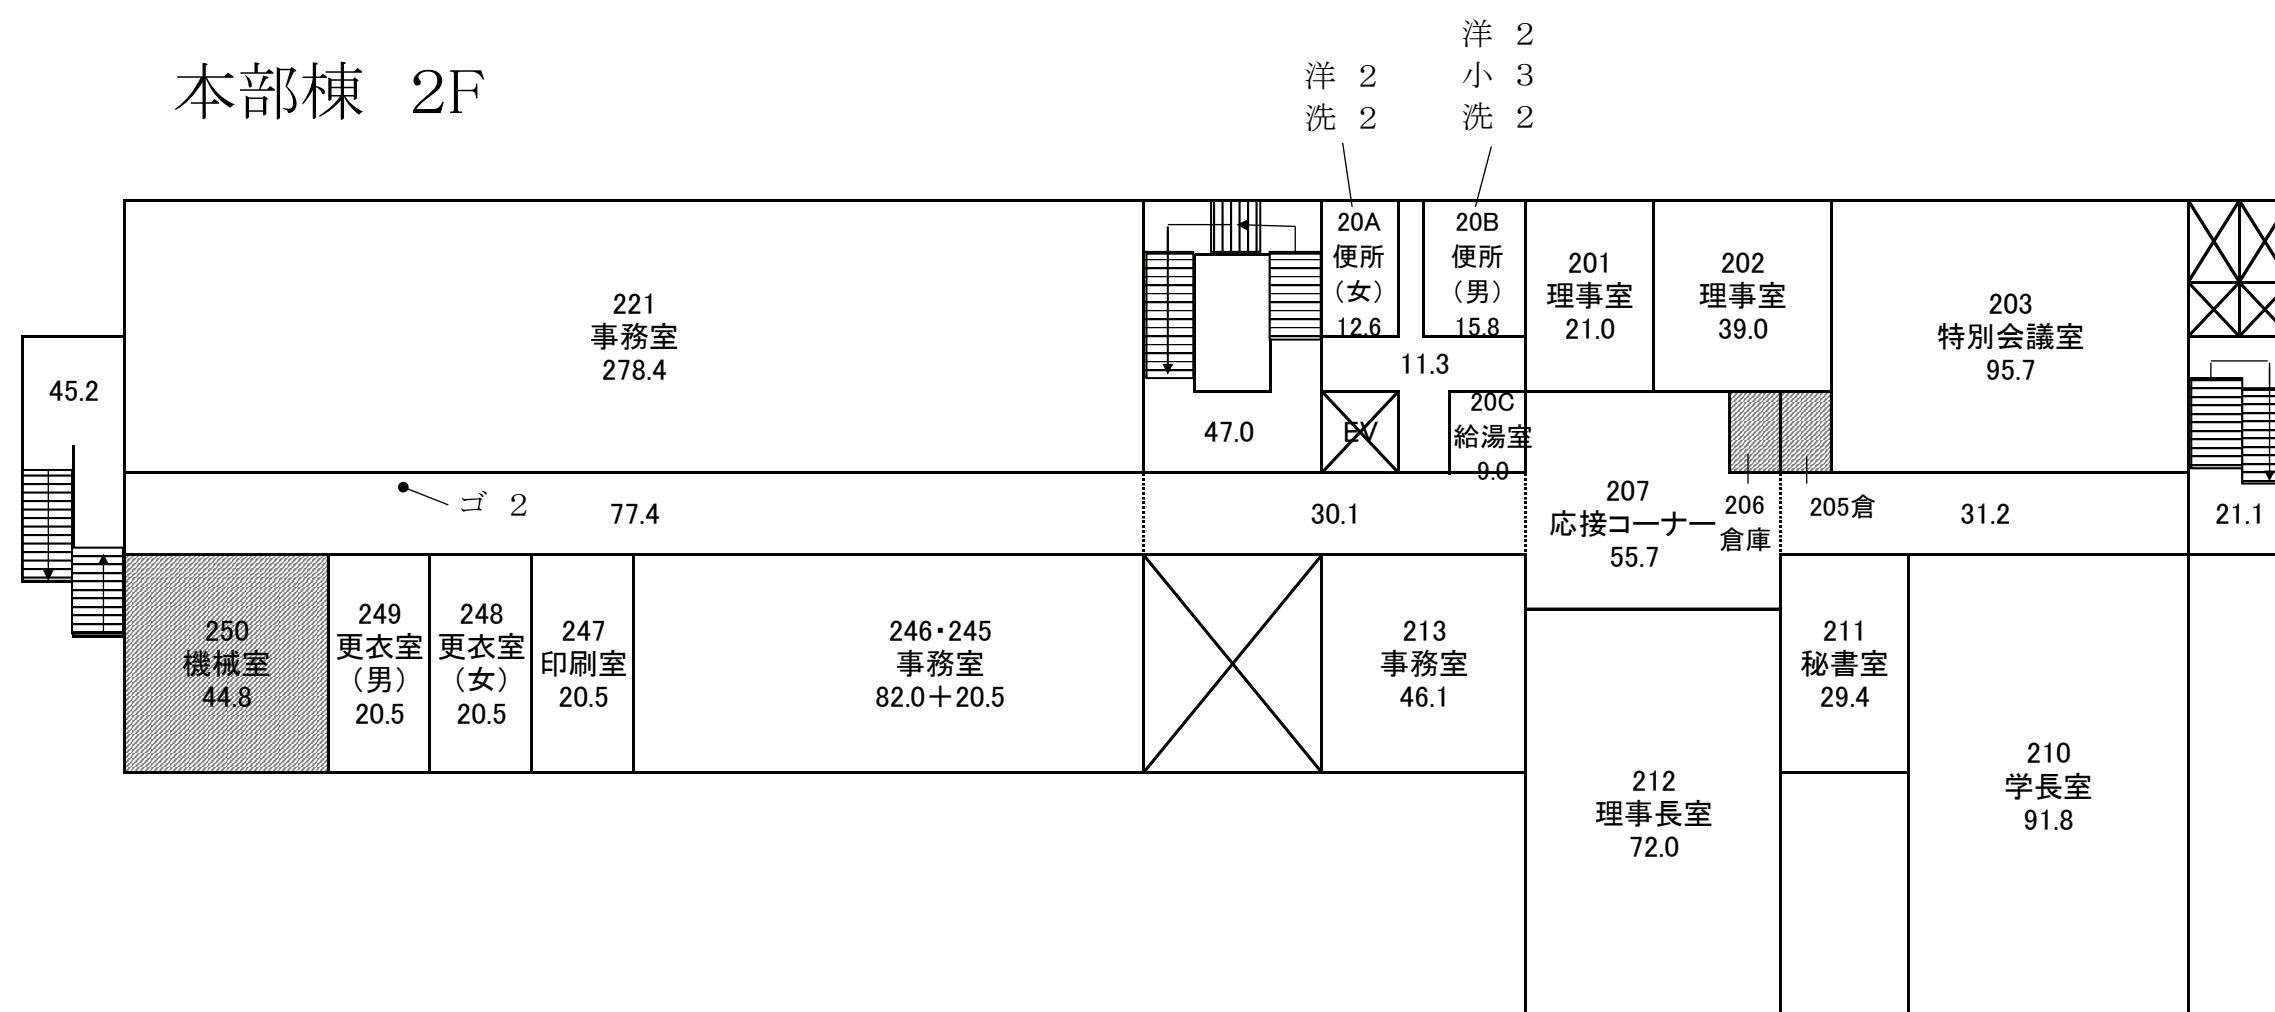 本部棟 2F
洋 2
洗 2
洋 2
小 3
洗 2
221
事務室
278.4
20A
便所
（女）
12.6
20B
便所
（男）
15.8
201
理事室
21.0
202
理事室
39.0
203
特別会議室
95.7
45.2
11.3
47.0
EV
20C
給湯室
9.0
ゴ 2
77.4
30.1
207
応接コーナー
55.7
206
倉庫
205倉
31.2
21.1
250
機械室
44.8
249
更衣室
（男）
20.5
248
更衣室
（女）
20.5
247
印刷室
20.5
246・245
事務室
82.0＋20.5
213
事務室
46.1
212
理事長室
72.0
211
秘書室
29.4
210
学長室
91.8